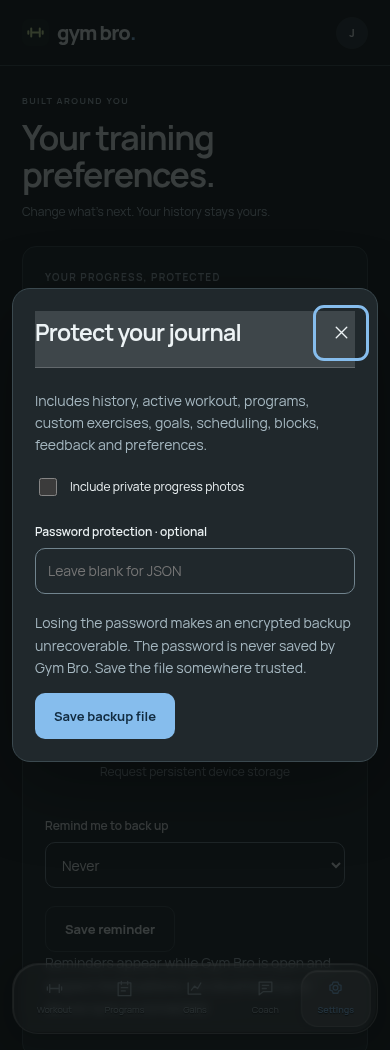 gym bro.
J
BUILT AROUND YOU
Your training
preferences.
Change what's next. Your history stays yours.
YOUR PROGRESS, PROTECTED
Protect your journal
Includes history, active workout, programs,
custom exercises, goals, scheduling, blocks,
feedback and preferences.
Include private progress photos
Password protection · optional
Leave blank for JSON
Losing the password makes an encrypted backup
unrecoverable. The password is never saved by
Gym Bro. Save the file somewhere trusted.
Save backup file
Request persistent device storage
Remind me to back up
Never
Save reminder
Reminders appear while Gym Bro is open and
Workout
Programs
Gains
Coach
Settings